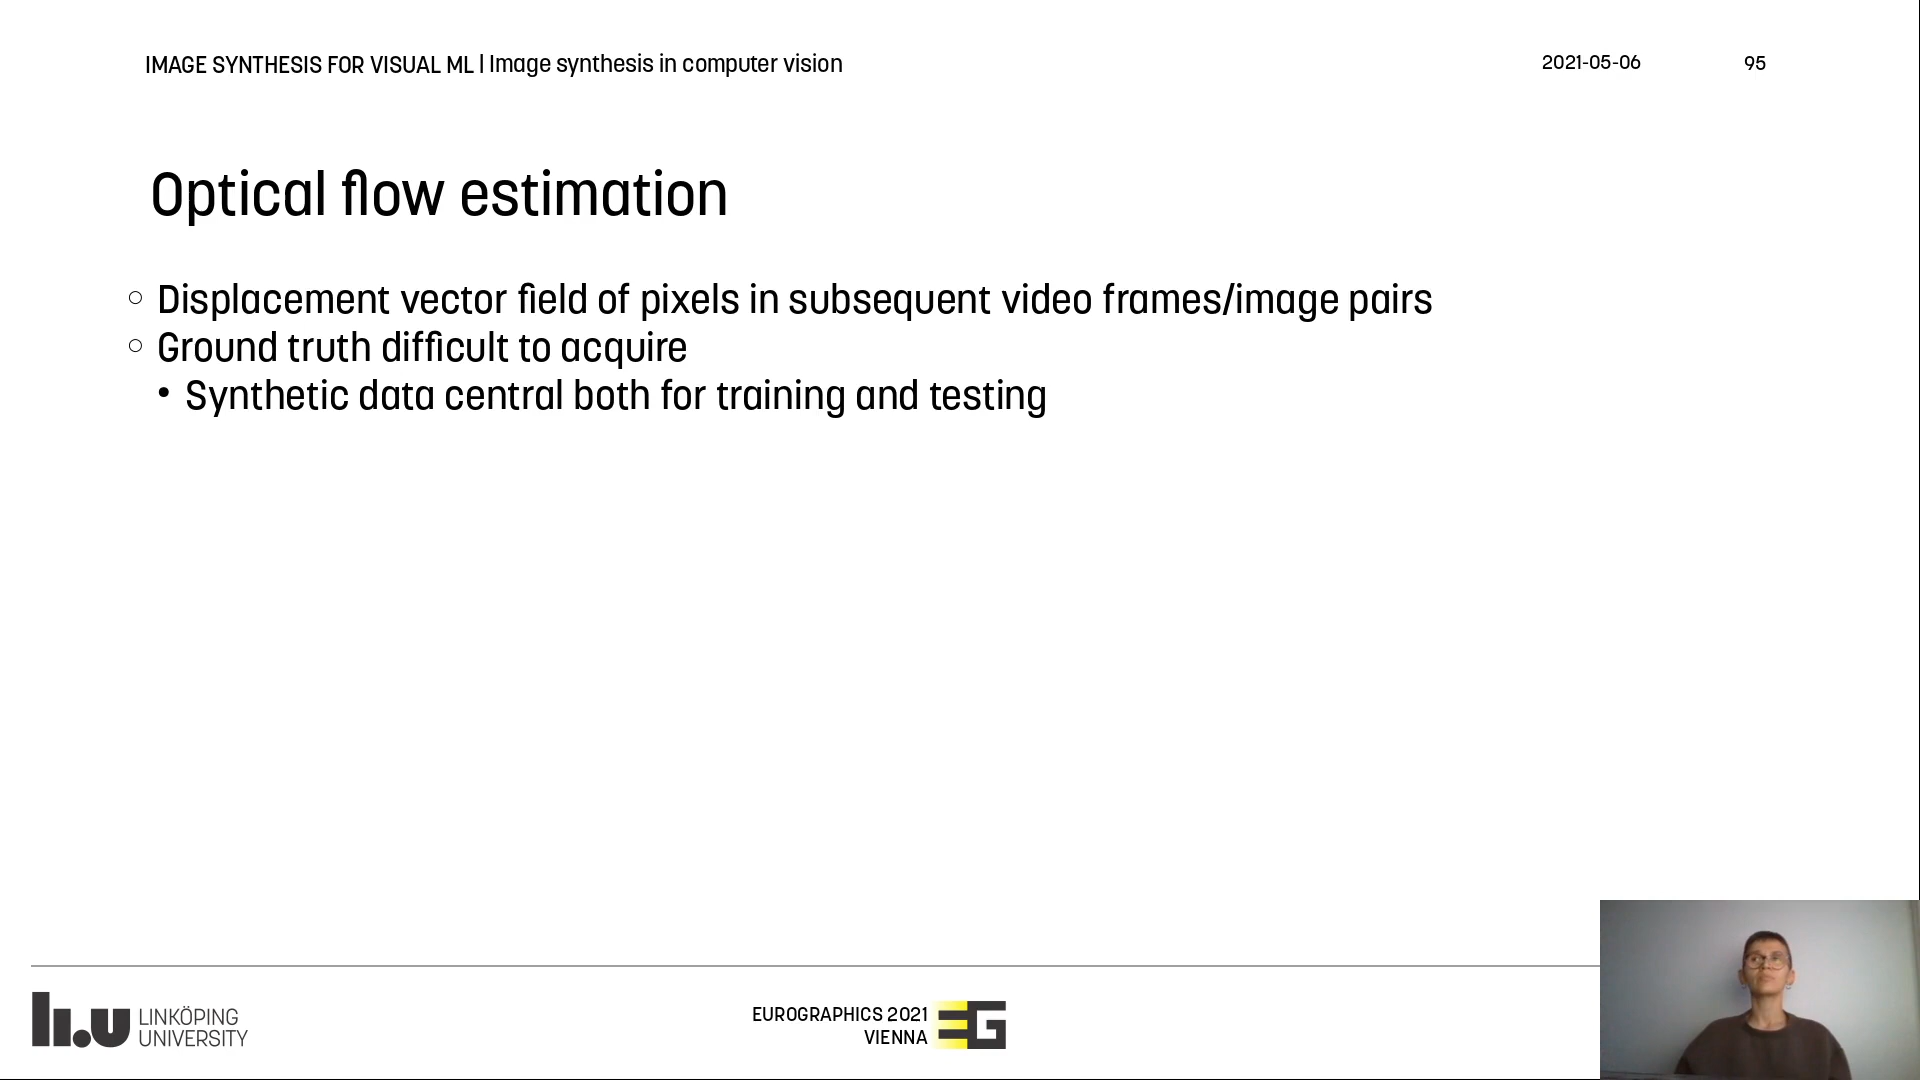 IMAGE SYNTHESIS FOR VISUAL ML | Image synthesis in computer vision 2021-05-06 95
Optical flow estimation
○ Displacement vector field of pixels in subsequent video frames/image pairs
○ Ground truth difficult to acquire
• Synthetic data central both for training and testing
li.u LINKÖPING
UNIVERSITY
EUROGRAPHICS 2021
VIENNA
EG